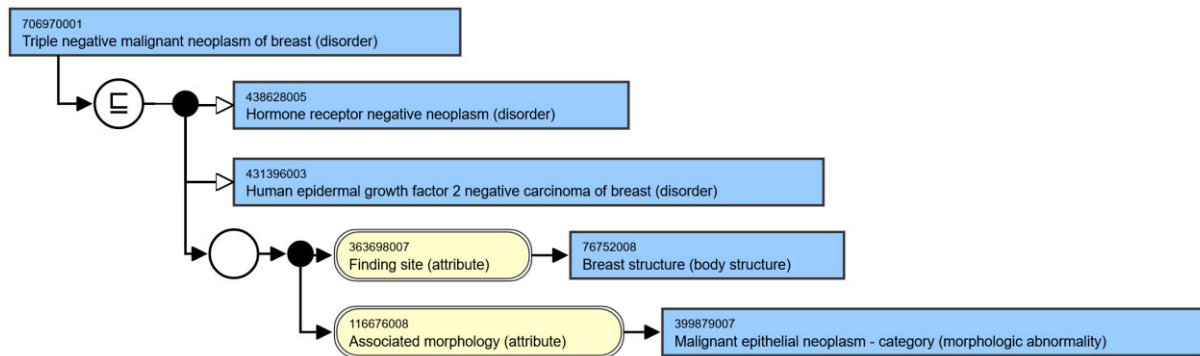 706970001
Triple negative malignant neoplasm of breast (disorder)
⊑
438628005
Hormone receptor negative neoplasm (disorder)
431396003
Human epidermal growth factor 2 negative carcinoma of breast (disorder)
363698007
Finding site (attribute)
76752008
Breast structure (body structure)
116676008
Associated morphology (attribute)
399879007
Malignant epithelial neoplasm - category (morphologic abnormality)